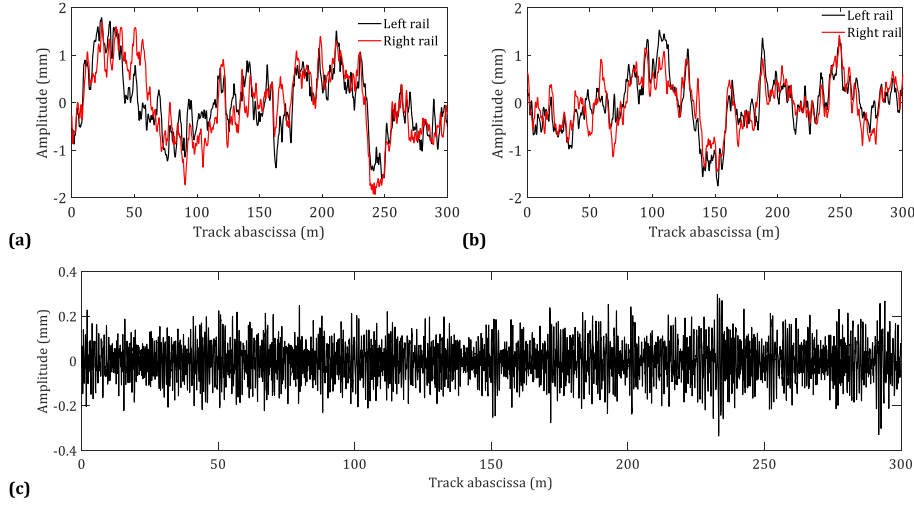 2
1
0
-1
-2
Amplitude (mm)
Left rail
Right rail
0 50 100 150 200 250 300
Track abascissa (m)
(a)
2
1
0
-1
-2
Amplitude (mm)
Left rail
Right rail
0 50 100 150 200 250 300
Track abascissa (m)
(b)
0.4
0.2
0
-0.2
-0.4
Amplitude (mm)
0 50 100 150 200 250 300
Track abascissa (m)
(c)